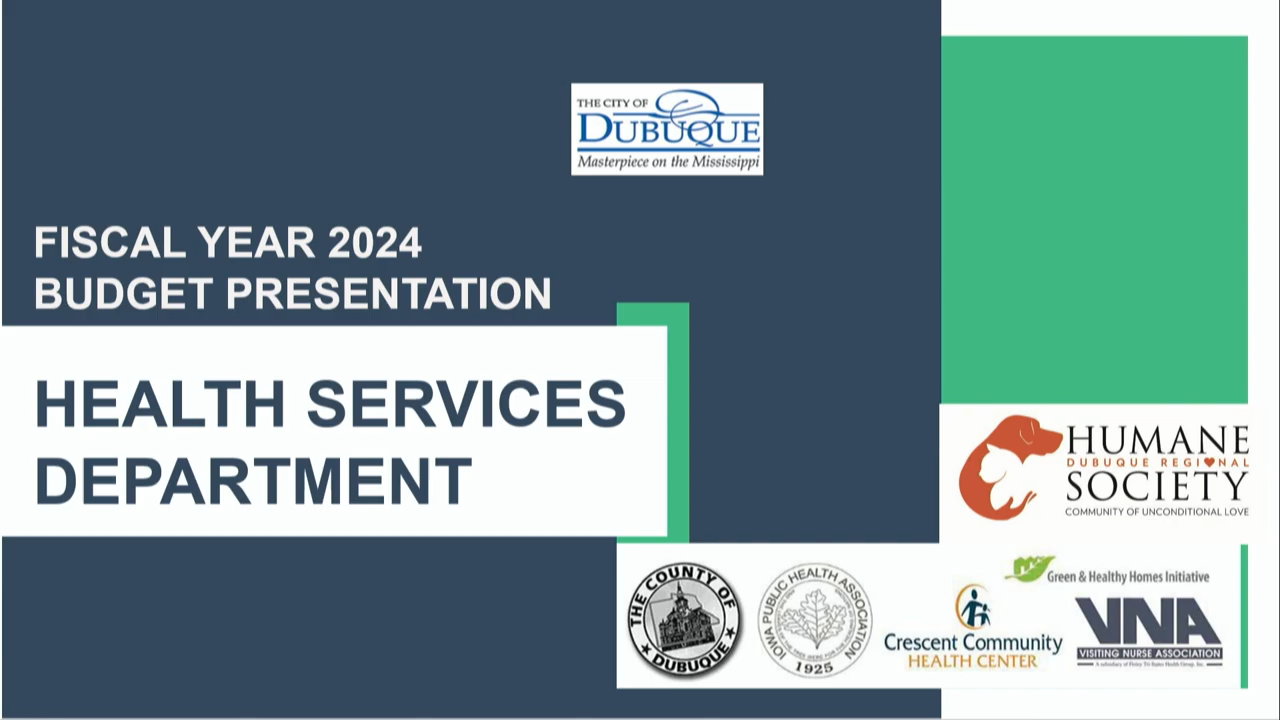 THE CITY OF
DUBUQUE
Masterpiece on the Mississippi
FISCAL YEAR 2024
BUDGET PRESENTATION
HEALTH SERVICES
DEPARTMENT
HUMANE
DUBUQUE REGIONAL
SOCIETY
COMMUNITY OF UNCONDITIONAL LOVE
THE COUNTY OF
DUBUQUE
IOWA PUBLIC HEALTH ASSOCIATION
1925
Green & Healthy Homes Initiative
Crescent Community
HEALTH CENTER
VNA
VISITING NURSE ASSOCIATION